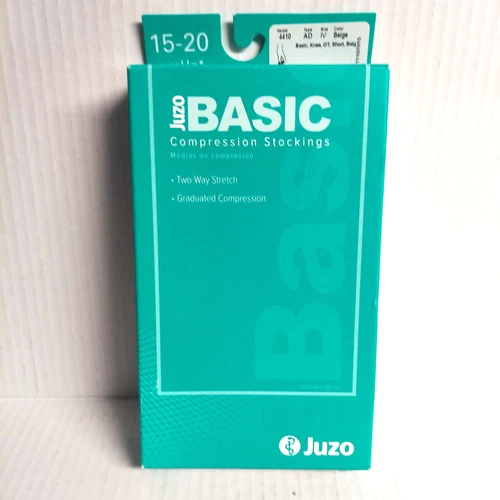 15-20
Model Type Size Color
4410 AD IV Beige
Basic, Knee, OT, Short, Beig
Juzo BASIC
Compression Stockings
Medias de compresión
• Two-Way Stretch
• Graduated Compression
Basi
Juzo